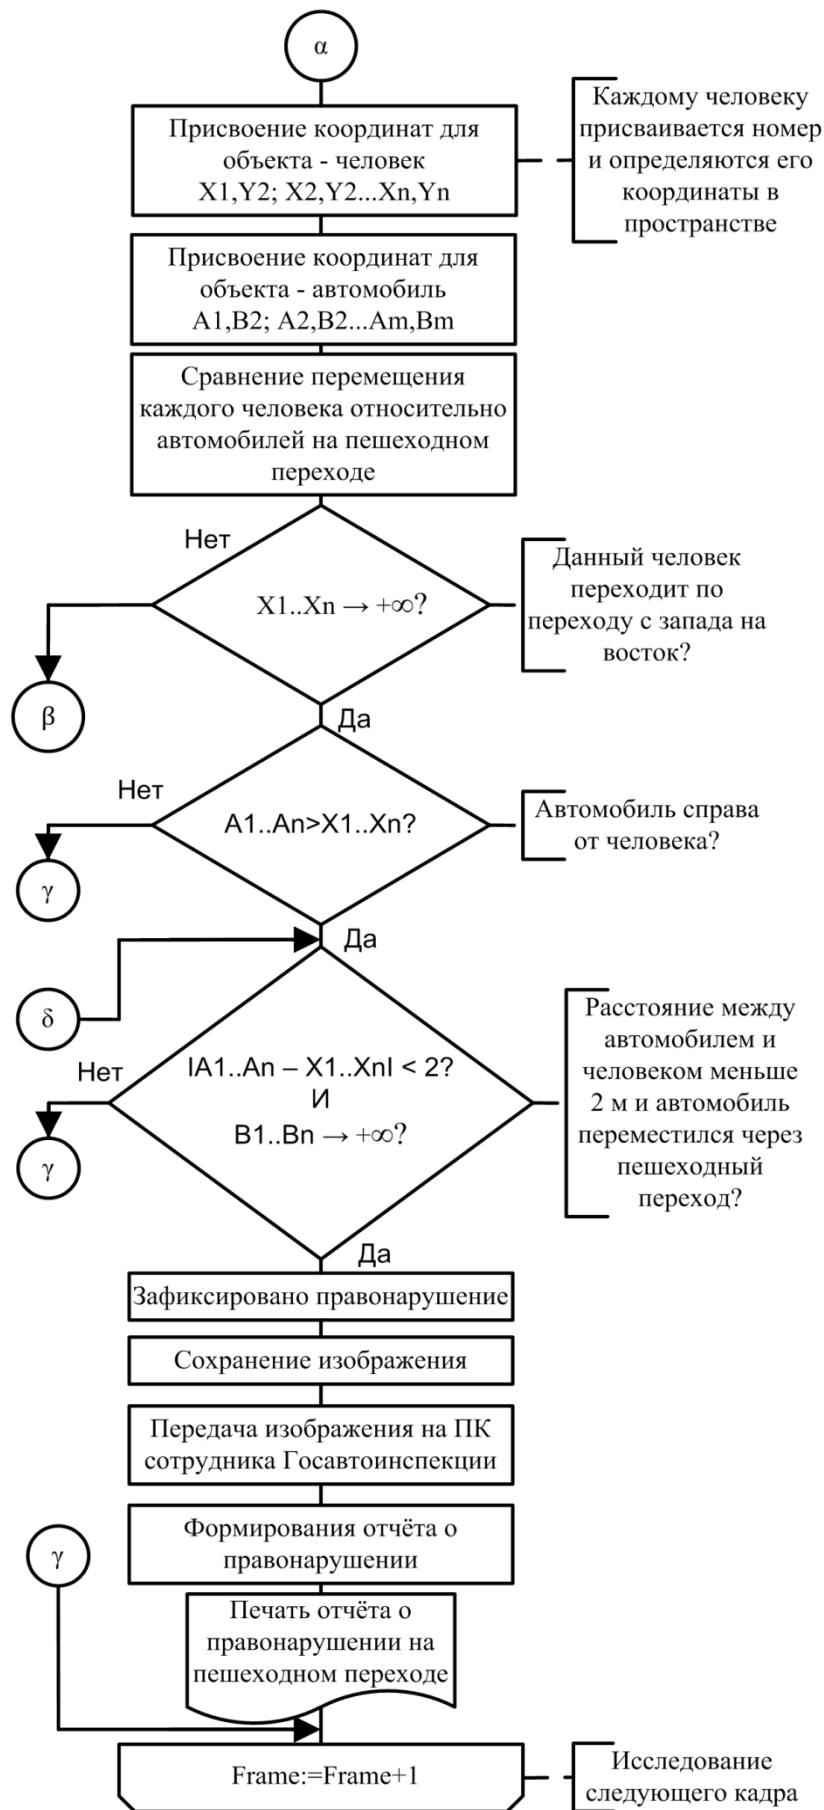 α
Присвоение координат для
объекта - человек
X1,Y2; X2,Y2...Xn,Yn
Каждому человеку
присваивается номер
и определяются его
координаты в
пространстве
Присвоение координат для
объекта - автомобиль
A1,B2; A2,B2...Am,Bm
Сравнение перемещения
каждого человека относительно
автомобилей на пешеходном
переходе
Нет
X1..Xn → +∞?
Данный человек
переходит по
переходу с запада на
восток?
β
Да
Нет
A1..An>X1..Xn?
Автомобиль справа
от человека?
γ
Да
δ
Нет
IA1..An – X1..XnI < 2?
И
B1..Bn → +∞?
Расстояние между
автомобилем и
человеком меньше
2 м и автомобиль
переместился через
пешеходный
переход?
γ
Да
Зафиксировано правонарушение
Сохранение изображения
Передача изображения на ПК
сотрудника Госавтоинспекции
Формирования отчёта о
правонарушении
γ
Печать отчёта о
правонарушении на
пешеходном переходе
Frame:=Frame+1
Исследование
следующего кадра